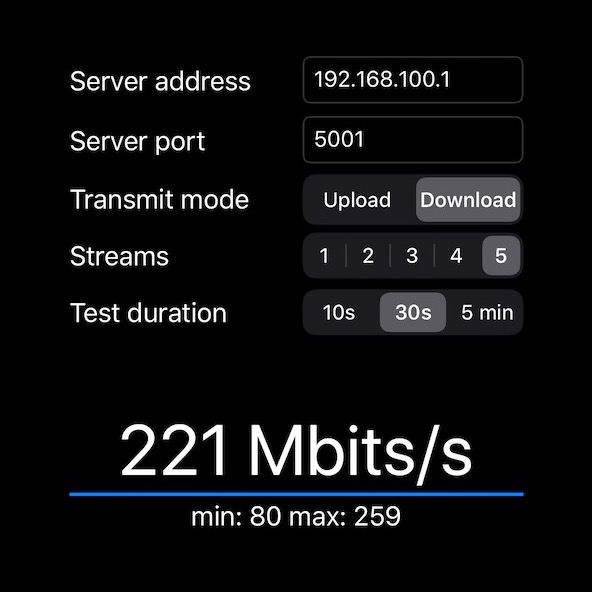 Server address 192.168.100.1
Server port 5001
Transmit mode Upload Download
Streams 1 2 3 4 5
Test duration 10s 30s 5 min
221 Mbits/s
min: 80 max: 259